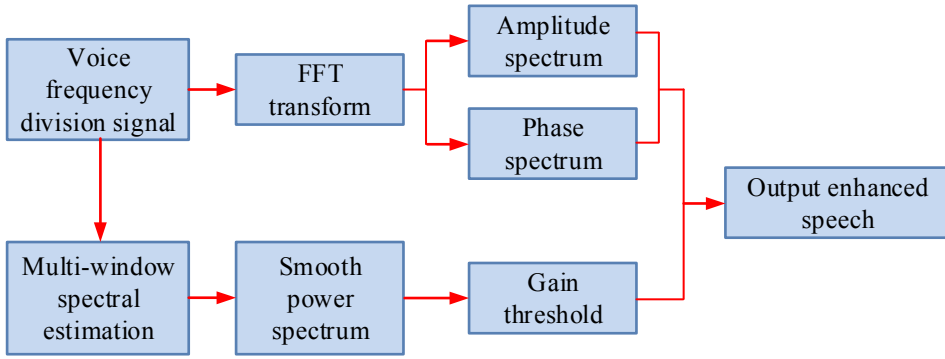 Voice
frequency
division signal
FFT
transform
Amplitude
spectrum
Phase
spectrum
Output enhanced
speech
Multi-window
spectral
estimation
Smooth
power
spectrum
Gain
threshold